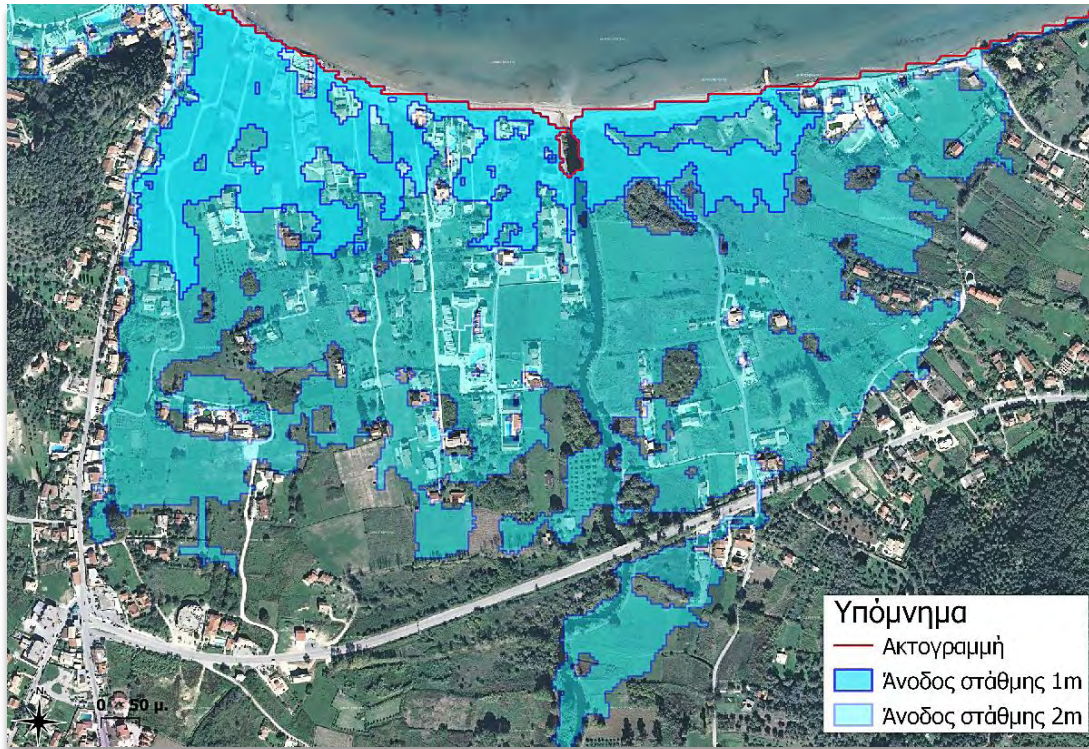 Υπόμνημα
Ακτογραμμή
Άνοδος στάθμης 1m
Άνοδος στάθμης 2m
N
0 50 μ.